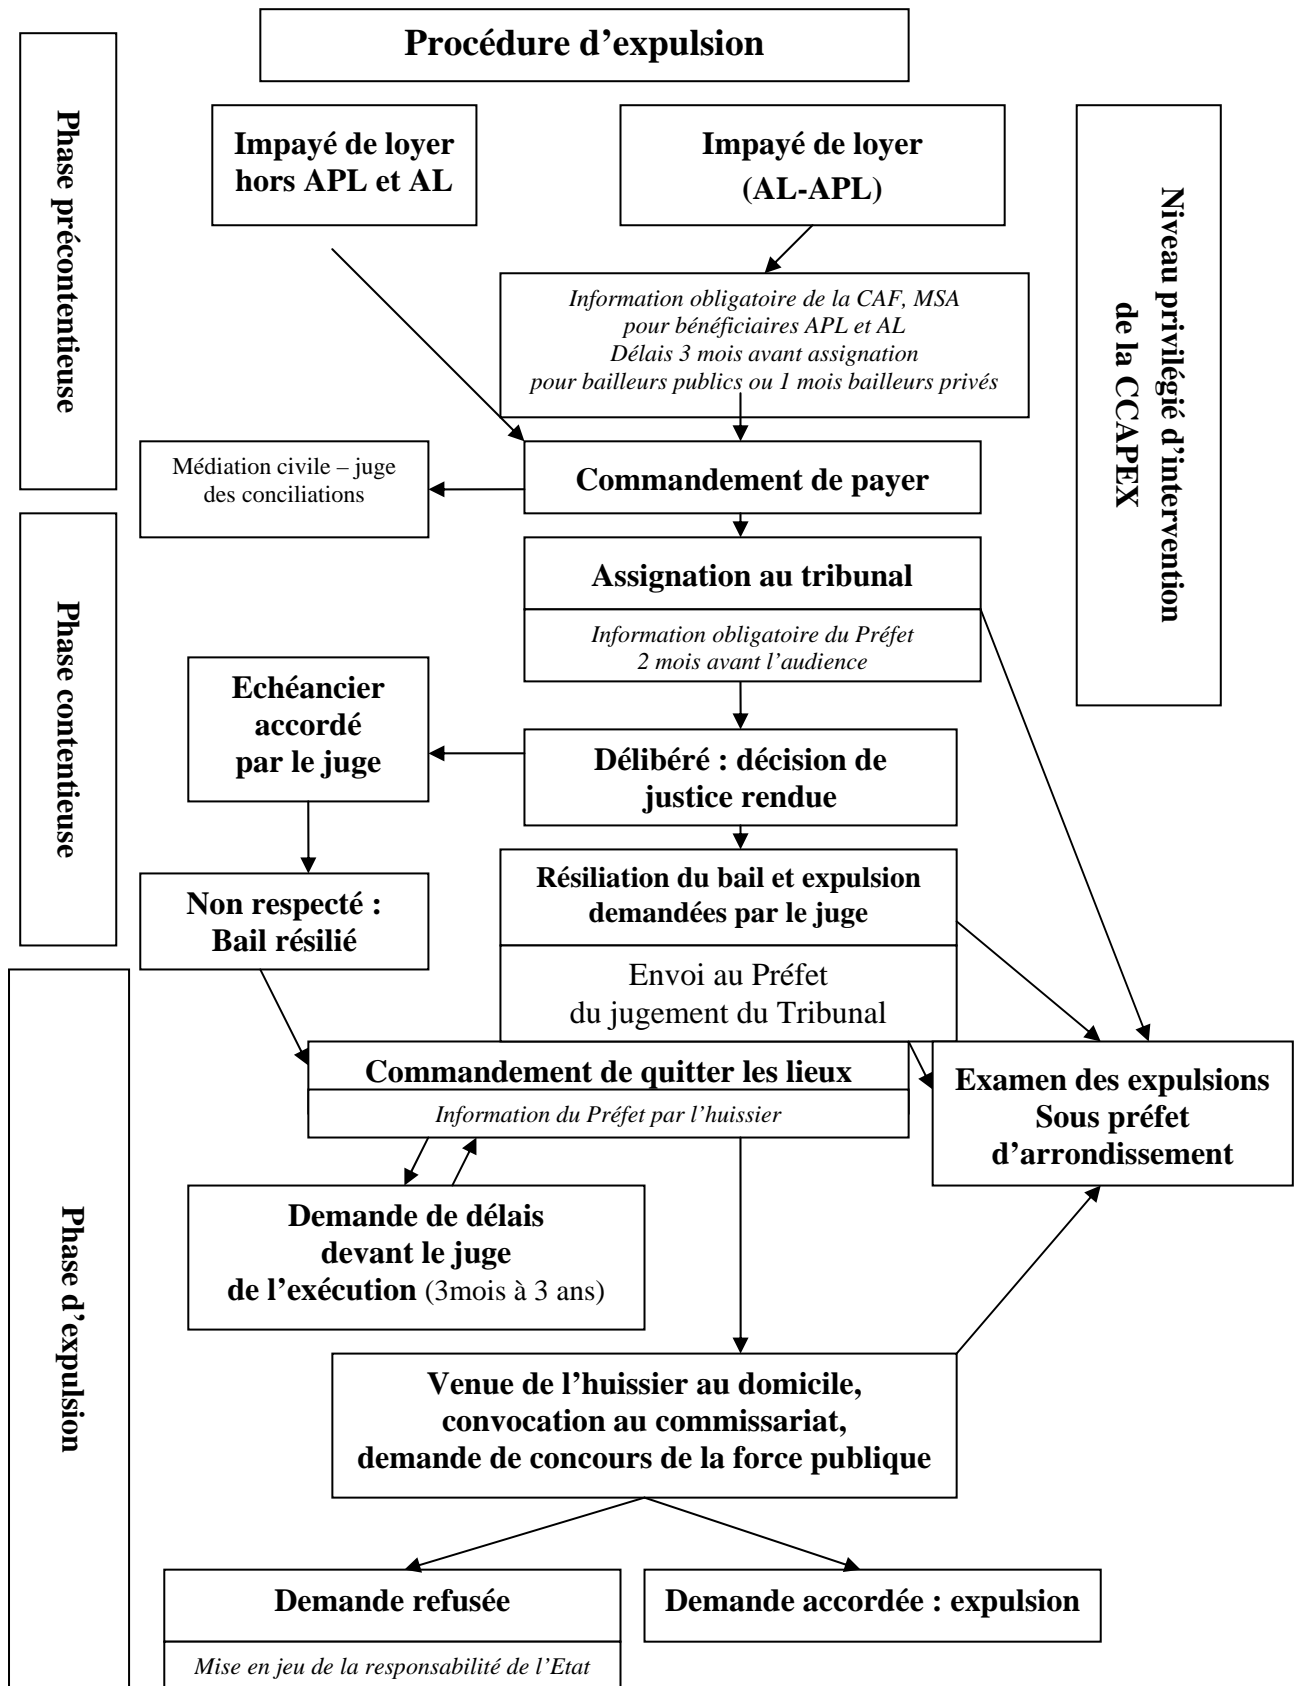 Procédure d’expulsion
Phase précontentieuse
Impayé de loyer
hors APL et AL
Impayé de loyer
(AL-APL)
Niveau privilégié d’intervention
de la CCAPEX
Information obligatoire de la CAF, MSA
pour bénéficiaires APL et AL
Délais 3 mois avant assignation
pour bailleurs publics ou 1 mois bailleurs privés
Médiation civile – juge
des conciliations
Commandement de payer
Phase contentieuse
Assignation au tribunal
Information obligatoire du Préfet
2 mois avant l’audience
Echéancier
accordé
par le juge
Délibéré : décision de
justice rendue
Non respecté :
Bail résilié
Résiliation du bail et expulsion
demandées par le juge
Envoi au Préfet
du jugement du Tribunal
Phase d’expulsion
Commandement de quitter les lieux
Information du Préfet par l’huissier
Examen des expulsions
Sous préfet
d’arrondissement
Demande de délais
devant le juge
de l’exécution (3mois à 3 ans)
Venue de l’huissier au domicile,
convocation au commissariat,
demande de concours de la force publique
Demande refusée
Mise en jeu de la responsabilité de l’Etat
Demande accordée : expulsion